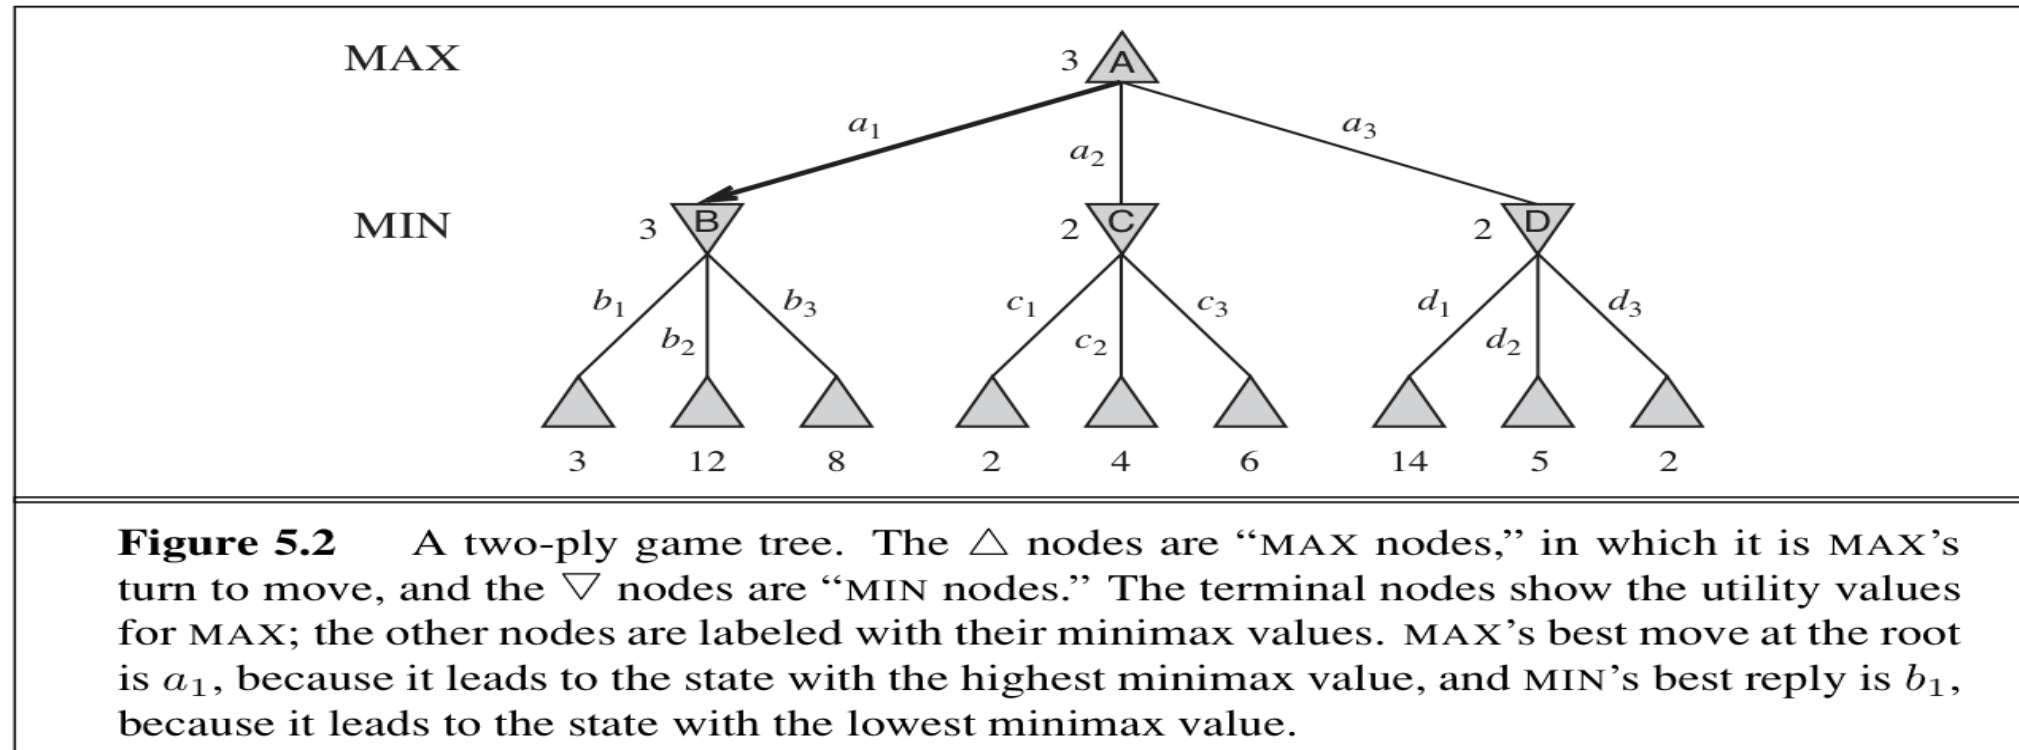 MAX
3 A
a1 a2 a3
MIN
3 B 2 C 2 D
b1 b2 b3 c1 c2 c3 d1 d2 d3
3 12 8 2 4 6 14 5 2
Figure 5.2 A two-ply game tree. The △ nodes are “MAX nodes,” in which it is MAX’s
turn to move, and the ▽ nodes are “MIN nodes.” The terminal nodes show the utility values
for MAX; the other nodes are labeled with their minimax values. MAX’s best move at the root
is a1, because it leads to the state with the highest minimax value, and MIN’s best reply is b1,
because it leads to the state with the lowest minimax value.